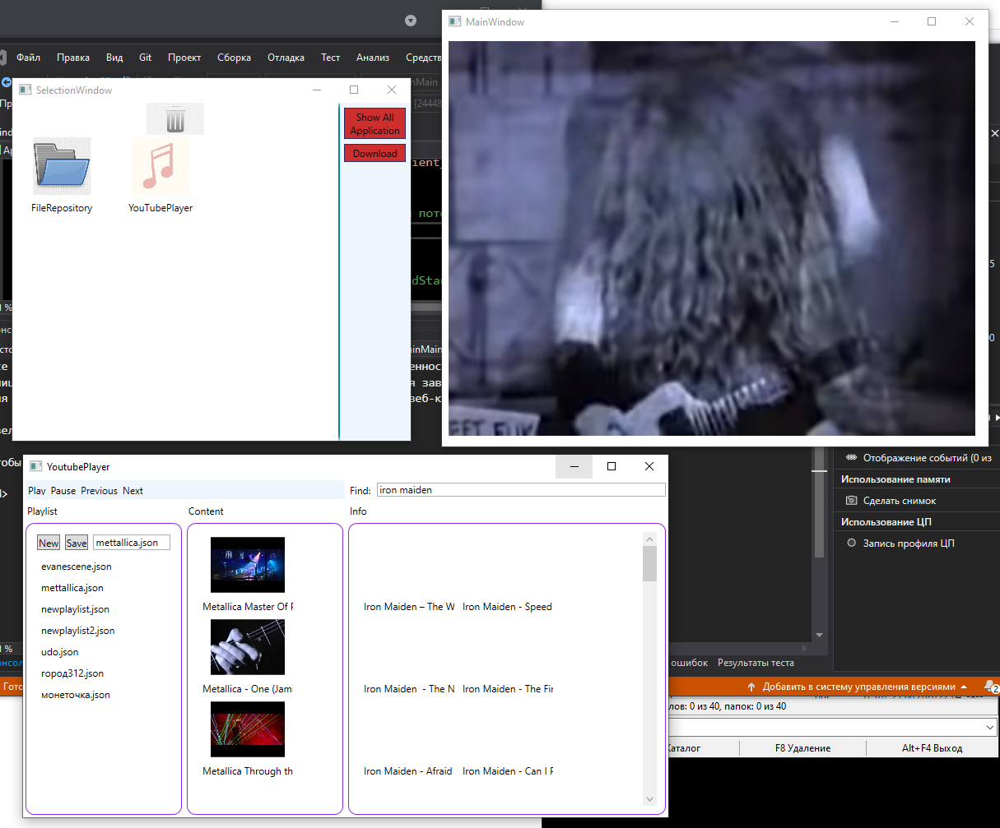 MainWindow
Файл Правка Вид Git Проект Сборка Отладка Тест Анализ Средств
SelectionWindow
Show All
Application
Download
FileRepository
YouTubePlayer
YoutubePlayer
Play Pause Previous Next
Find: iron maiden
Playlist
Content
Info
New Save mettallica.json
evanescene.json
mettallica.json
newplaylist.json
newplaylist2.json
udo.json
город312.json
монеточка.json
Metallica Master Of P
Metallica - One (Jami
Metallica Through th
Iron Maiden – The W
Iron Maiden - Speed
Iron Maiden - The N
Iron Maiden - The Fir
Iron Maiden - Afraid
Iron Maiden - Can I P
Отображение событий (0 из
Использование памяти
Сделать снимок
Использование ЦП
Запись профиля ЦП
ошибок Результаты теста
Добавить в систему управления версиями
2
лов: 0 из 40, папок: 0 из 40
Каталог
F8 Удаление
Alt+F4 Выход